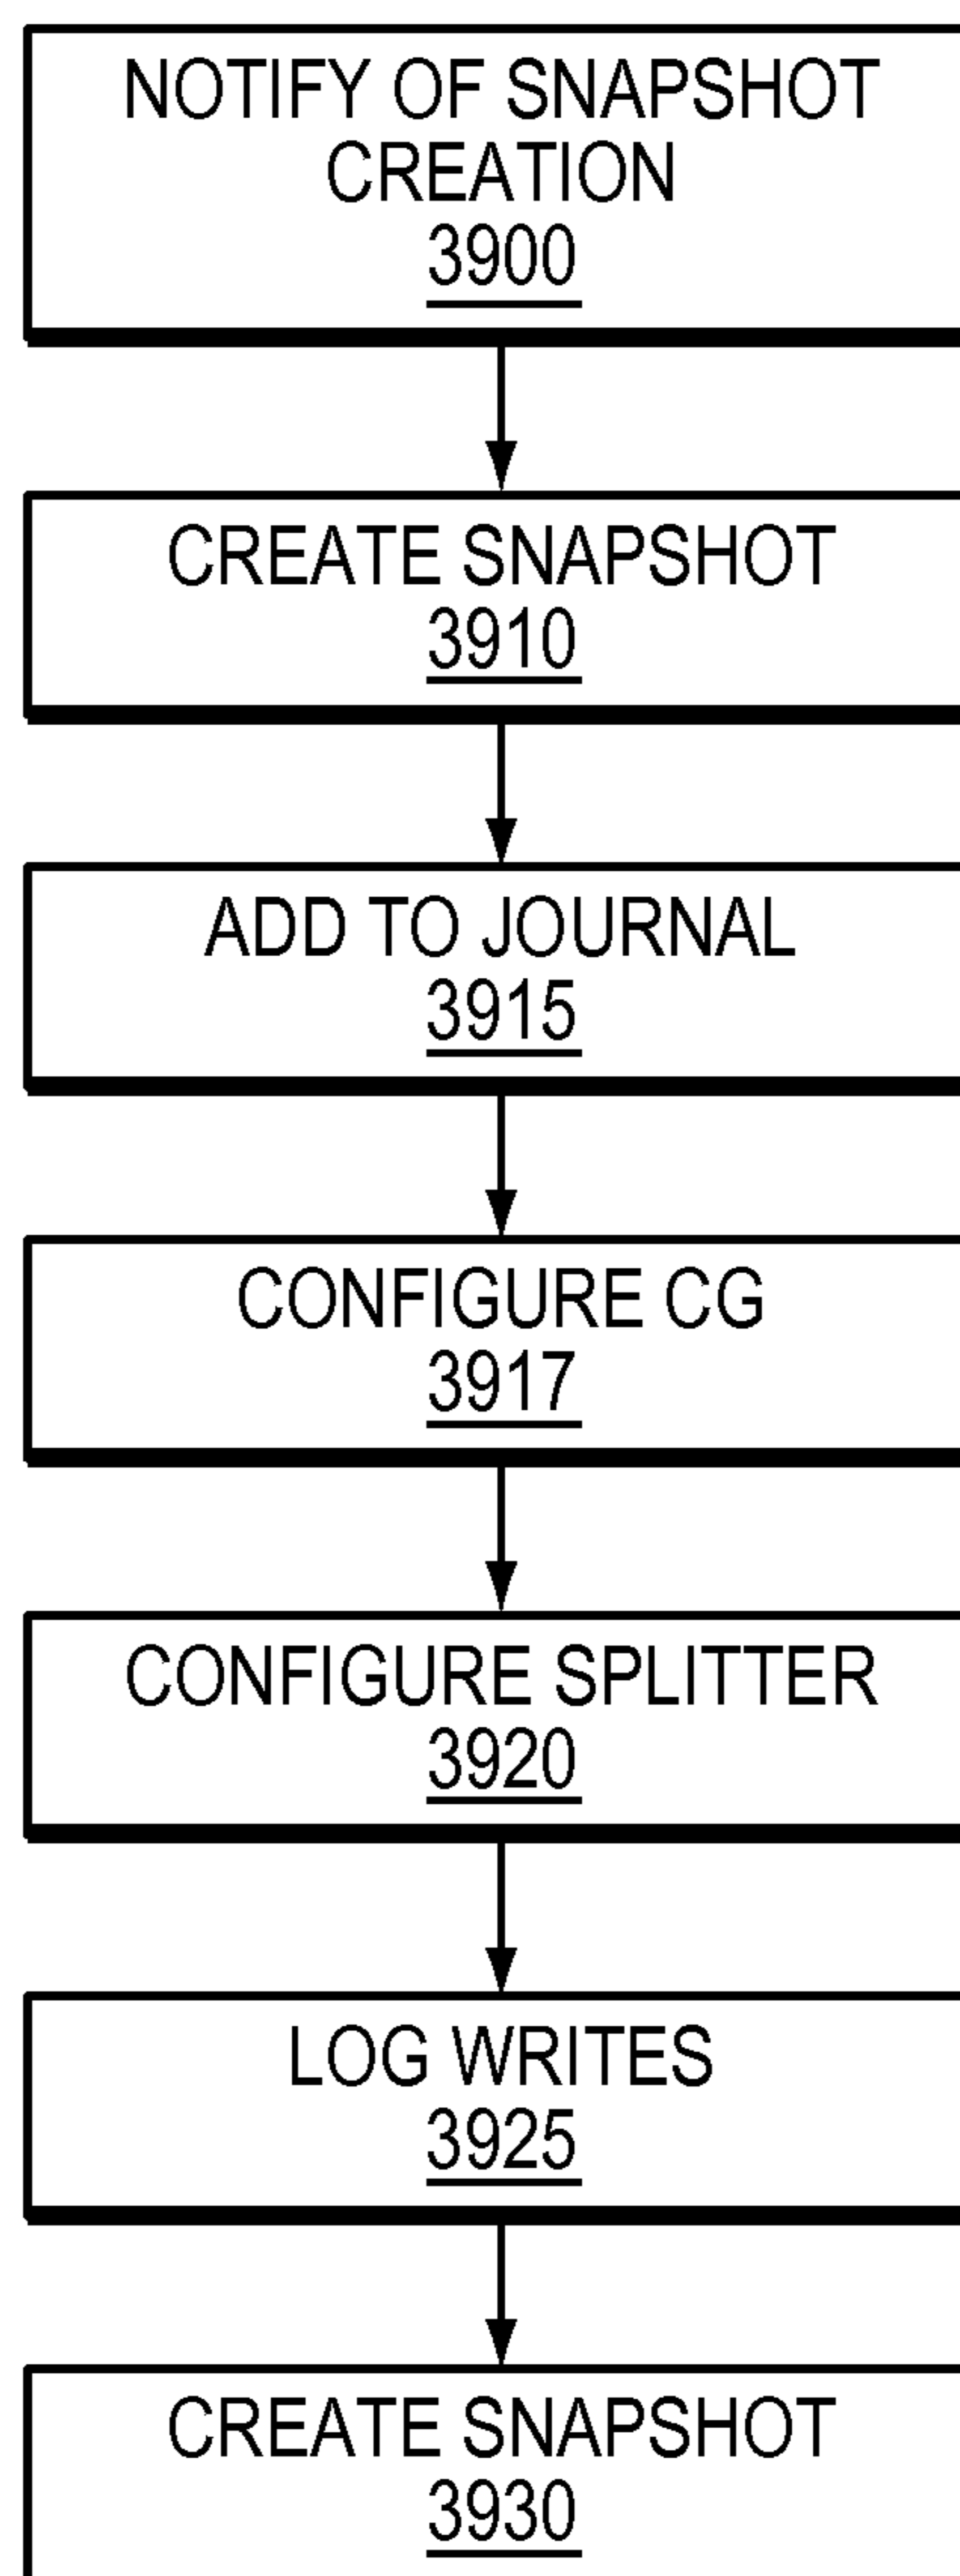 NOTIFY OF SNAPSHOT
CREATION
3900
CREATE SNAPSHOT
3910
ADD TO JOURNAL
3915
CONFIGURE CG
3917
CONFIGURE SPLITTER
3920
LOG WRITES
3925
CREATE SNAPSHOT
3930